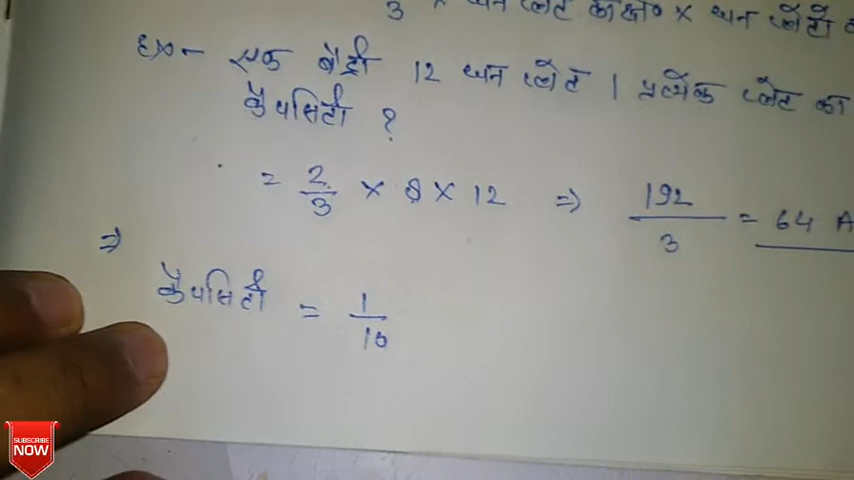 3 × धन प्लेट का क्षे० × धन प्लेटों
Ex- एक बैट्री 12 धन प्लेट । प्रत्येक प्लेट का
कैपसिटी ?
= 2/3 × 8 × 12 ⇒ 192/3 = 64 A
⇒
कैपसिटी = 1/10
SUBSCRIBE
NOW